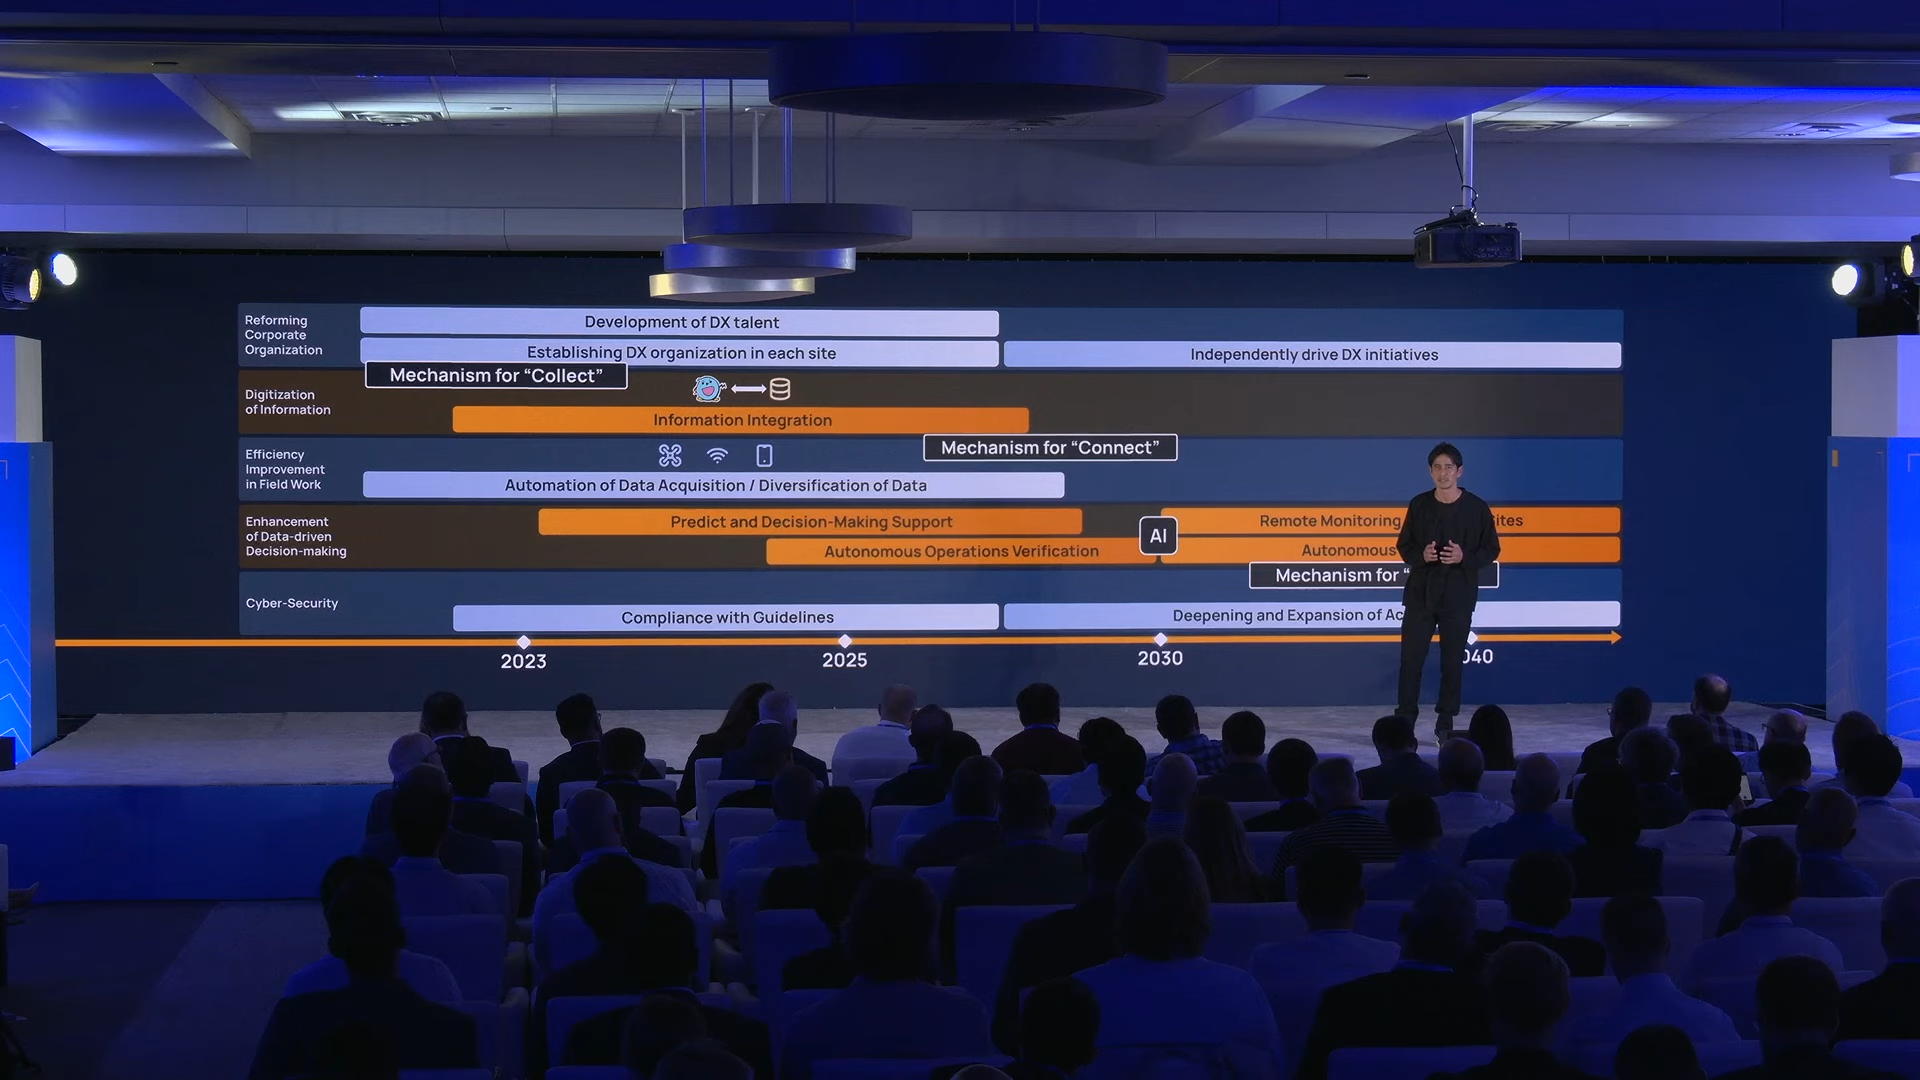 Reforming
Corporate
Organization
Development of DX talent
Establishing DX organization in each site
Independently drive DX initiatives
Mechanism for “Collect”
Digitization
of Information
Information Integration
Efficiency
Improvement
in Field Work
Mechanism for “Connect”
Automation of Data Acquisition / Diversification of Data
Enhancement
of Data-driven
Decision-making
Predict and Decision-Making Support
Remote Monitoring
Autonomous Operations Verification
AI
Autonomous
Mechanism for “
Cyber-Security
Compliance with Guidelines
Deepening and Expansion of
2023
2025
2030